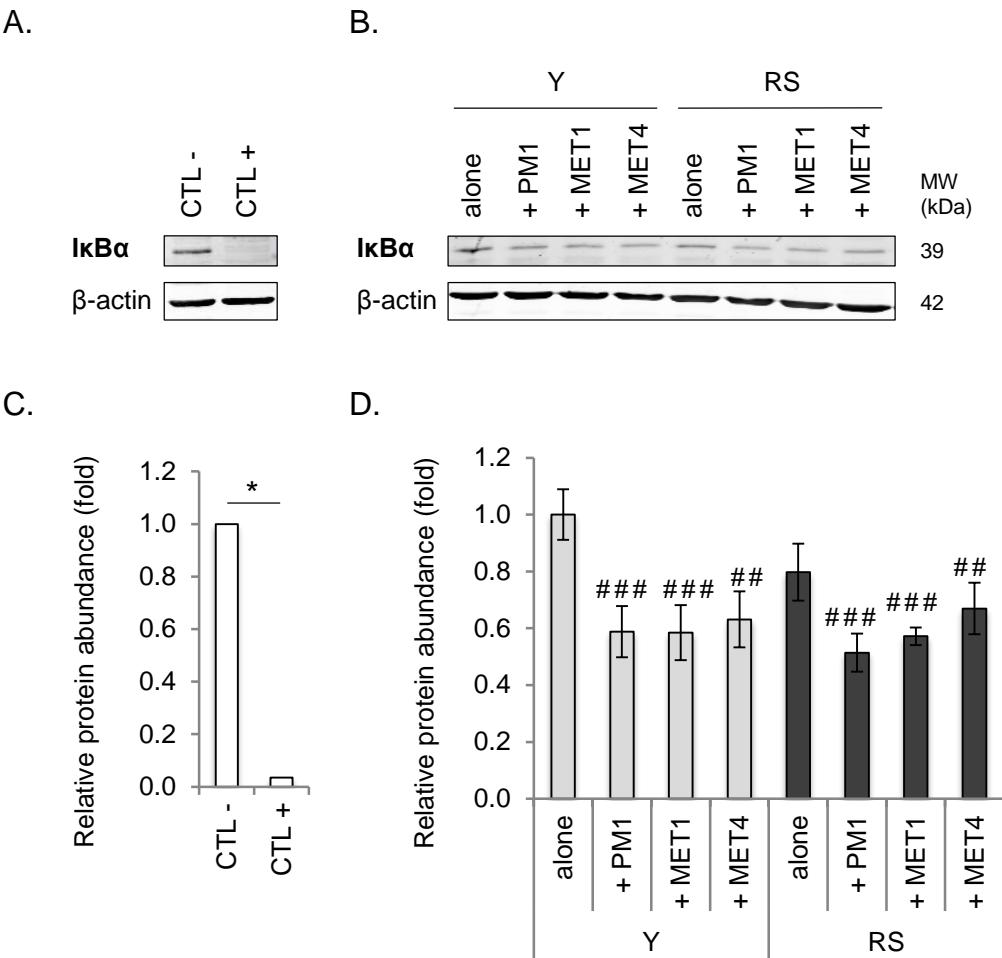 A.
B.
Y
RS
CTL -
CTL +
alone
+ PM1
+ MET1
+ MET4
alone
+ PM1
+ MET1
+ MET4
MW
(kDa)
IκBα
IκBα
39
β-actin
β-actin
42
C.
D.
Relative protein abundance (fold)
1.2
1.0
0.8
0.6
0.4
0.2
0.0
*
CTL -
CTL +
Relative protein abundance (fold)
1.2
1.0
0.8
0.6
0.4
0.2
0.0
###
###
##
###
###
##
alone
+ PM1
+ MET1
+ MET4
alone
+ PM1
+ MET1
+ MET4
Y
RS